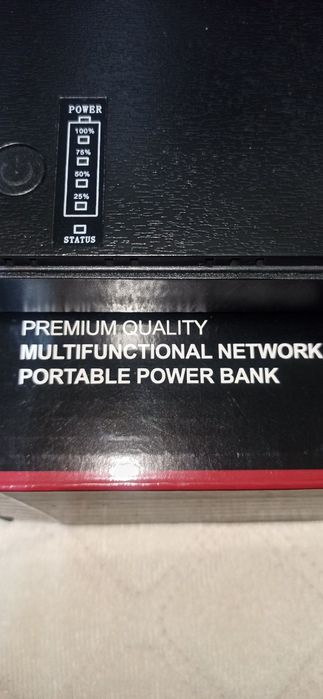 POWER
100%
75%
50%
25%
STATUS
PREMIUM QUALITY
MULTIFUNCTIONAL NETWORK
PORTABLE POWER BANK